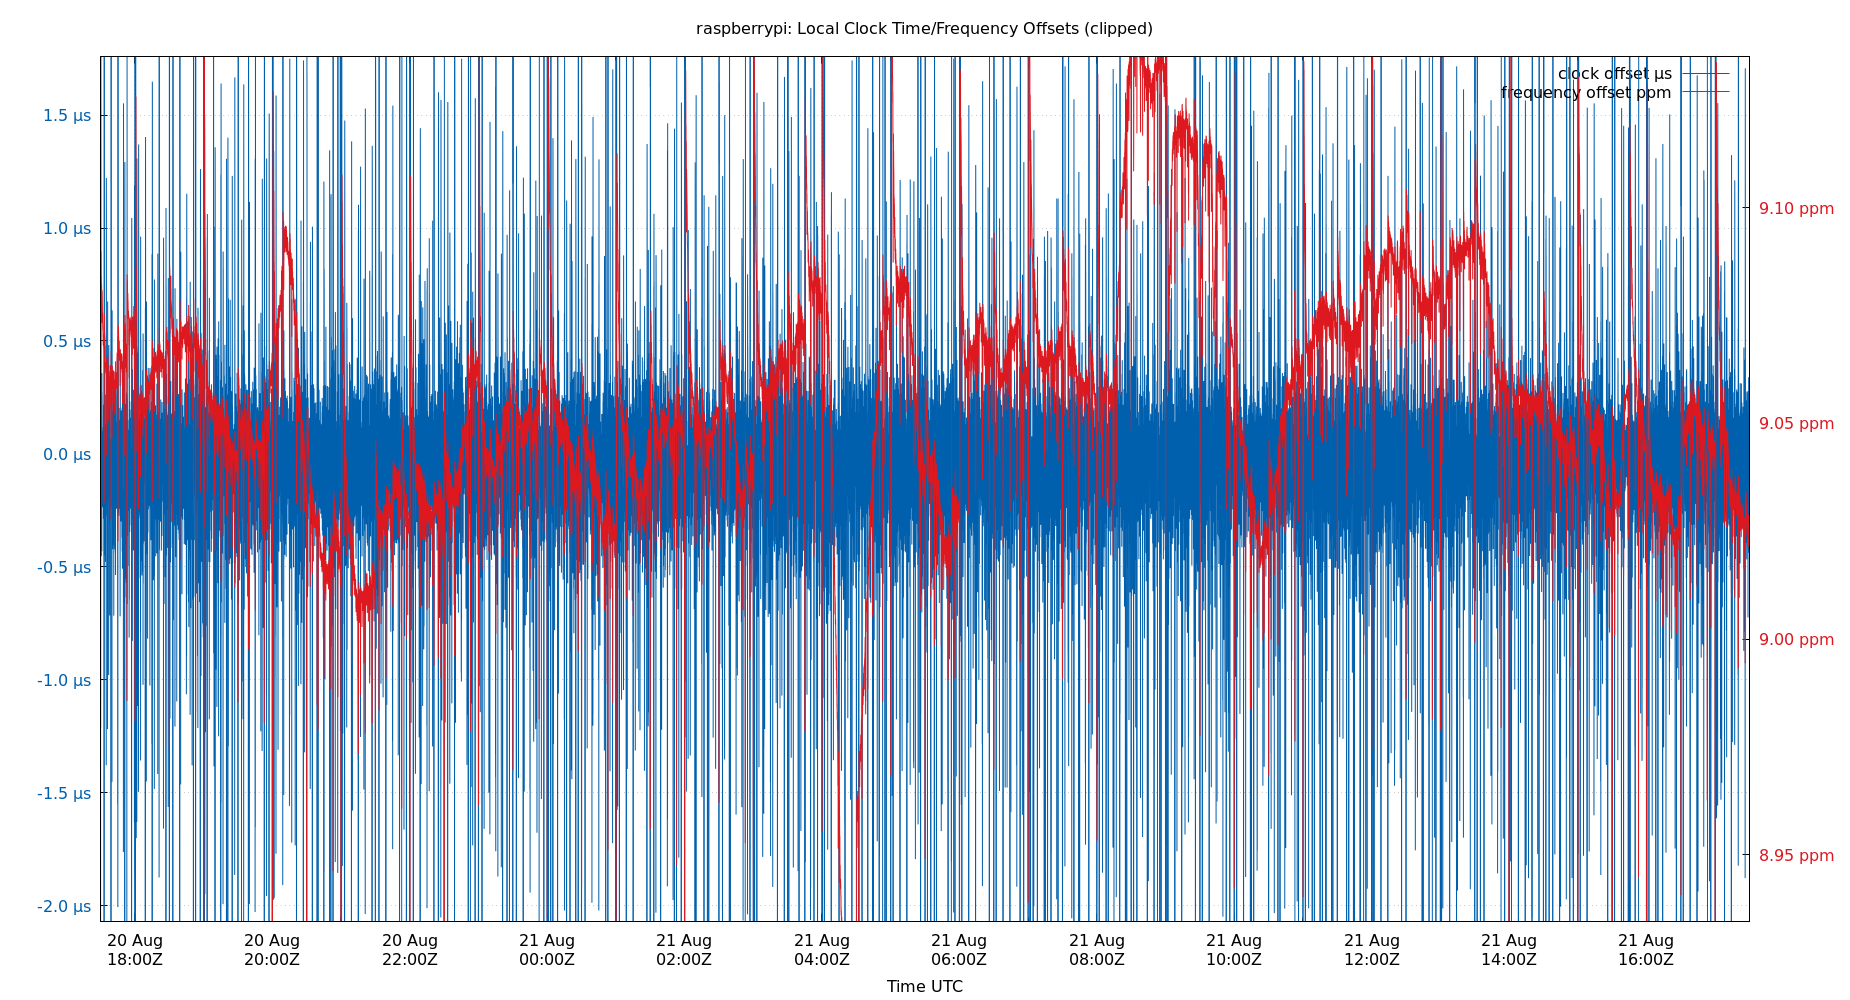 raspberrypi: Local Clock Time/Frequency Offsets (clipped)
clock offset µs
frequency offset ppm
1.5 µs
1.0 µs
0.5 µs
0.0 µs
-0.5 µs
-1.0 µs
-1.5 µs
-2.0 µs
9.10 ppm
9.05 ppm
9.00 ppm
8.95 ppm
20 Aug 20 Aug 20 Aug 21 Aug 21 Aug 21 Aug 21 Aug 21 Aug 21 Aug 21 Aug 21 Aug 21 Aug
18:00Z 20:00Z 22:00Z 00:00Z 02:00Z 04:00Z 06:00Z 08:00Z 10:00Z 12:00Z 14:00Z 16:00Z
Time UTC